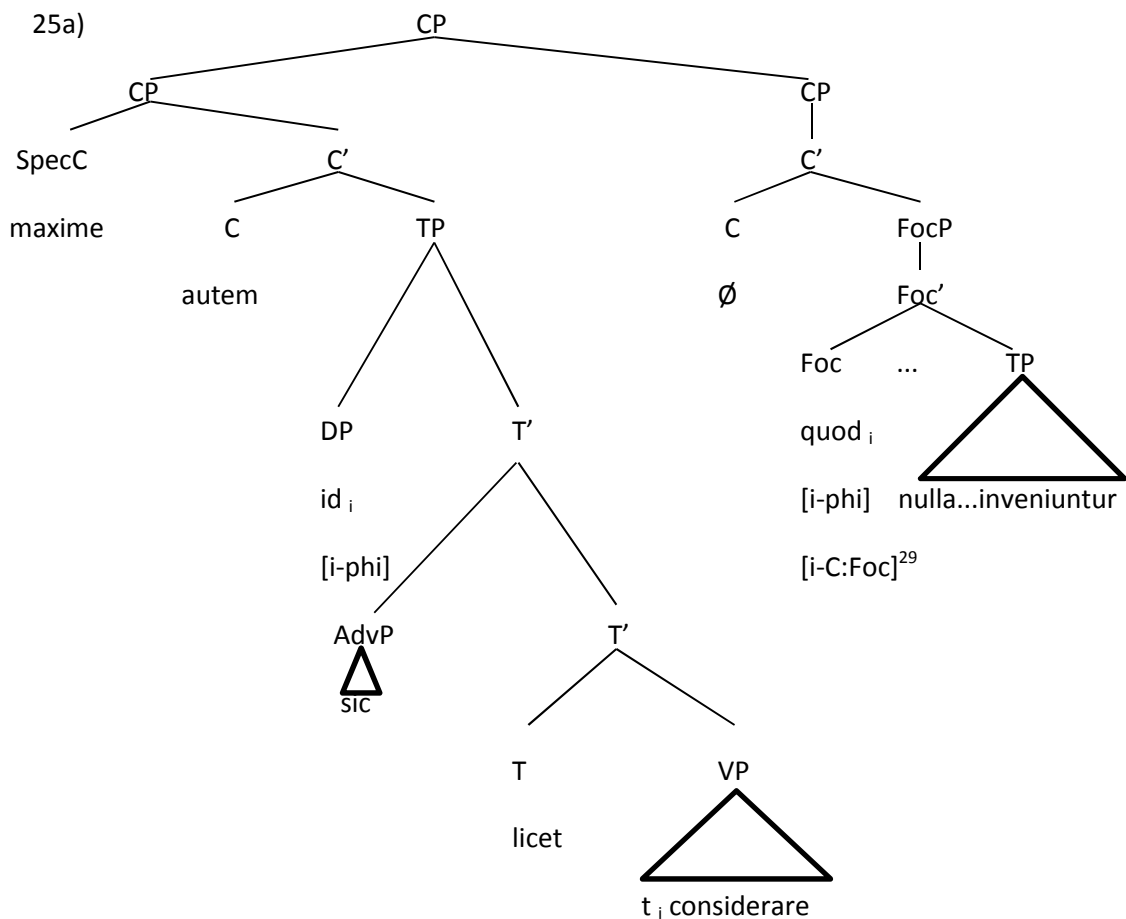 25a)
CP
CP CP
SpecC C’ C’
maxime C TP C FocP
autem Ø Foc’
Foc ... TP
DP T’ quod i
id i [i-phi] nulla...inveniuntur
[i-phi] [i-C:Foc]29
AdvP T’
sic
T VP
licet
t i considerare